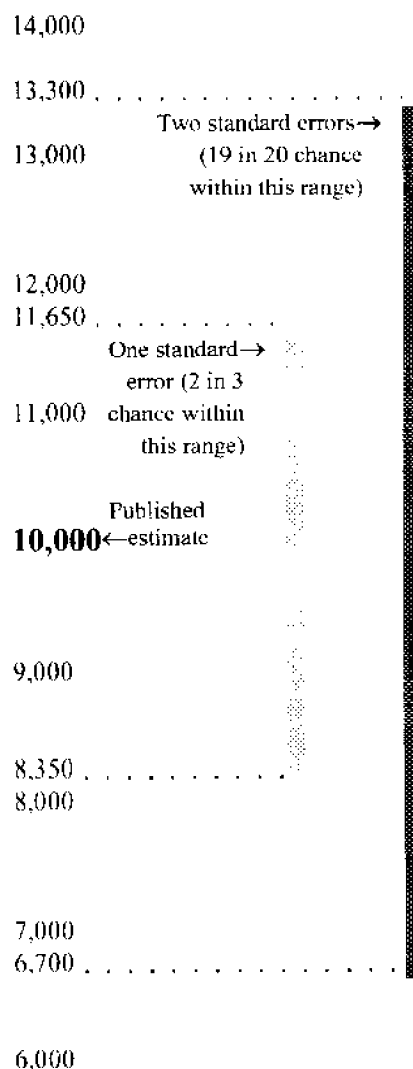 14,000
13,300 . . . . . . . . . . . . . .
Two standard errors→
13,000 (19 in 20 chance
within this range)
12,000
11,650 . . . . . . . .
One standard→
error (2 in 3
11,000 chance within
this range)
Published
10,000←estimate
9,000
8,350 . . . . . . . . .
8,000
7,000
6,700 . . . . . . . . . . . . . .
6,000